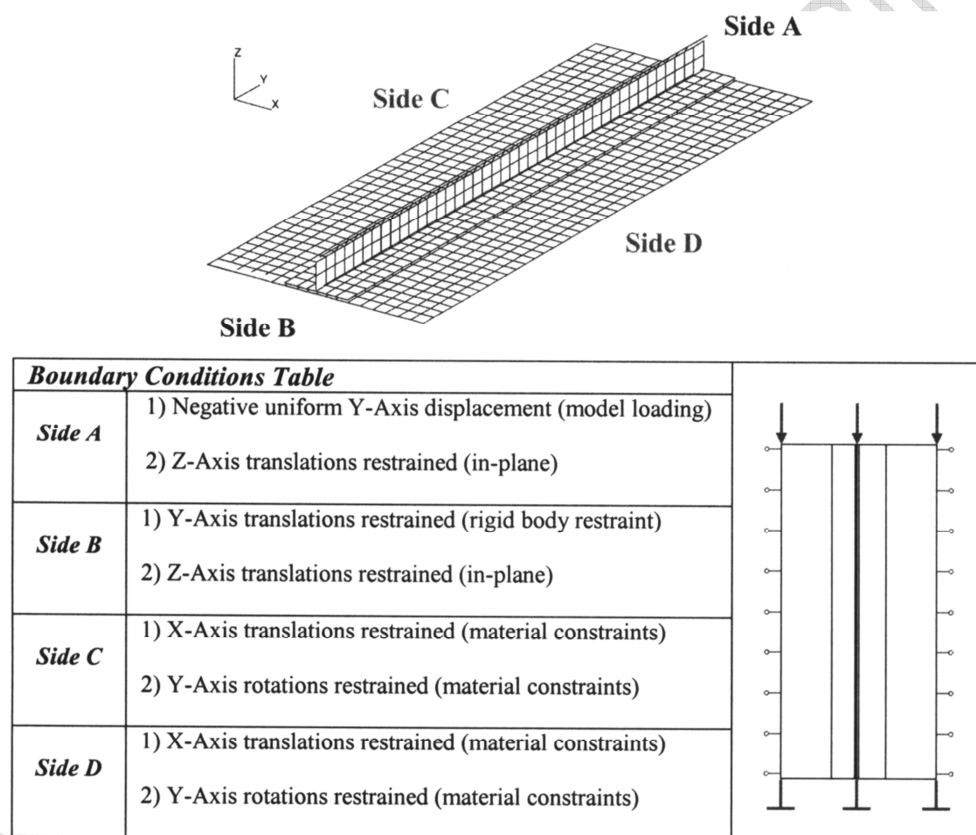 Side A
Z
Y
X
Side C
Side D
Side B
Boundary Conditions Table
Side A
1) Negative uniform Y-Axis displacement (model loading)
2) Z-Axis translations restrained (in-plane)
Side B
1) Y-Axis translations restrained (rigid body restraint)
2) Z-Axis translations restrained (in-plane)
Side C
1) X-Axis translations restrained (material constraints)
2) Y-Axis rotations restrained (material constraints)
Side D
1) X-Axis translations restrained (material constraints)
2) Y-Axis rotations restrained (material constraints)